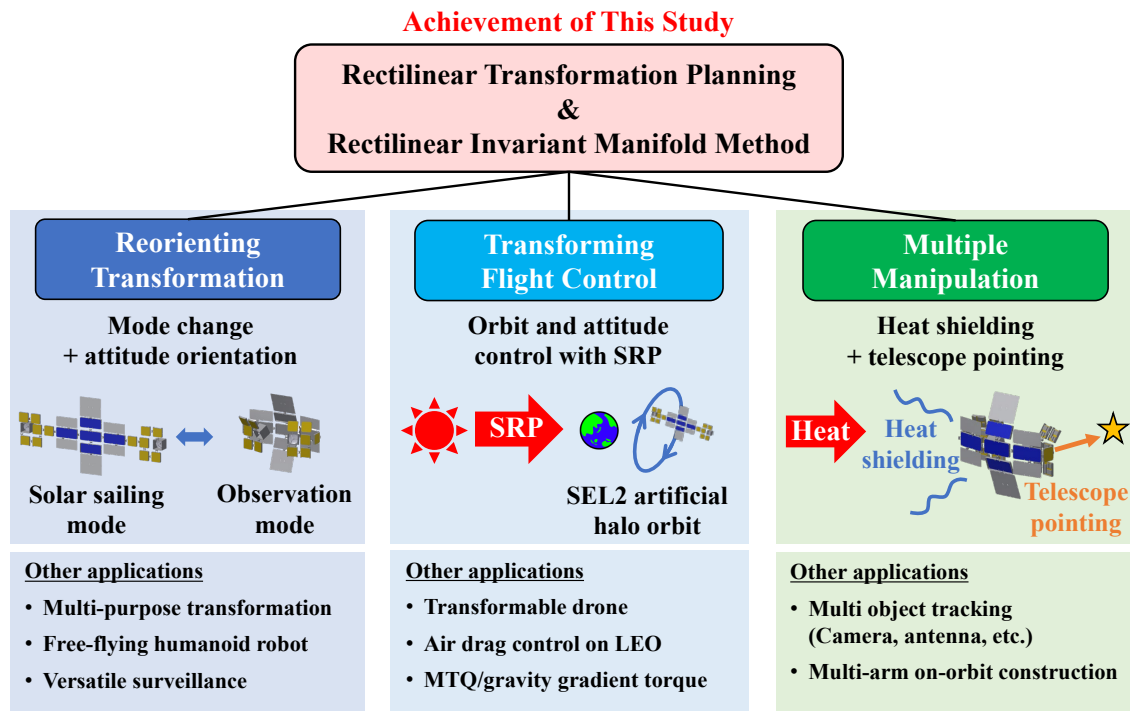 Achievement of This Study
Rectilinear Transformation Planning
&
Rectilinear Invariant Manifold Method
Reorienting
Transformation
Mode change
+ attitude orientation
Solar sailing
mode
Observation
mode
Other applications
• Multi-purpose transformation
• Free-flying humanoid robot
• Versatile surveillance
Transforming
Flight Control
Orbit and attitude
control with SRP
SRP
SEL2 artificial
halo orbit
Other applications
• Transformable drone
• Air drag control on LEO
• MTQ/gravity gradient torque
Multiple
Manipulation
Heat shielding
+ telescope pointing
Heat
Heat
shielding
Telescope
pointing
Other applications
• Multi object tracking
(Camera, antenna, etc.)
• Multi-arm on-orbit construction